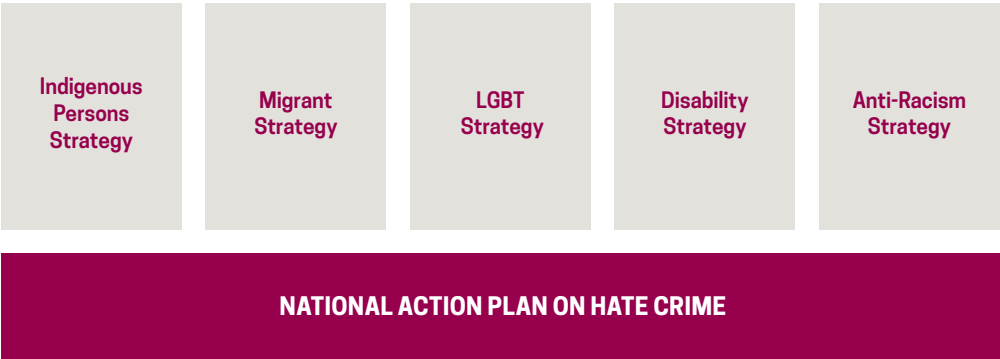 Indigenous
Persons
Strategy
Migrant
Strategy
LGBT
Strategy
Disability
Strategy
Anti-Racism
Strategy
NATIONAL ACTION PLAN ON HATE CRIME